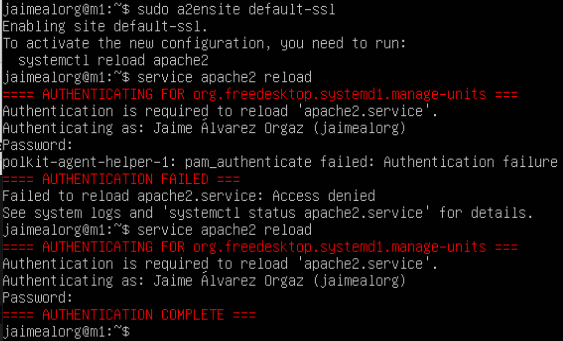 jaimealorg@m1:~$ sudo a2ensite default-ssl
Enabling site default-ssl.
To activate the new configuration, you need to run:
  systemctl reload apache2
jaimealorg@m1:~$ service apache2 reload
==== AUTHENTICATING FOR org.freedesktop.systemd1.manage-units ===
Authentication is required to reload 'apache2.service'.
Authenticating as: Jaime Álvarez Orgaz (jaimealorg)
Password:
polkit-agent-helper-1: pam_authenticate failed: Authentication failure
==== AUTHENTICATION FAILED ===
Failed to reload apache2.service: Access denied
See system logs and 'systemctl status apache2.service' for details.
jaimealorg@m1:~$ service apache2 reload
==== AUTHENTICATING FOR org.freedesktop.systemd1.manage-units ===
Authentication is required to reload 'apache2.service'.
Authenticating as: Jaime Álvarez Orgaz (jaimealorg)
Password:
==== AUTHENTICATION COMPLETE ===
jaimealorg@m1:~$